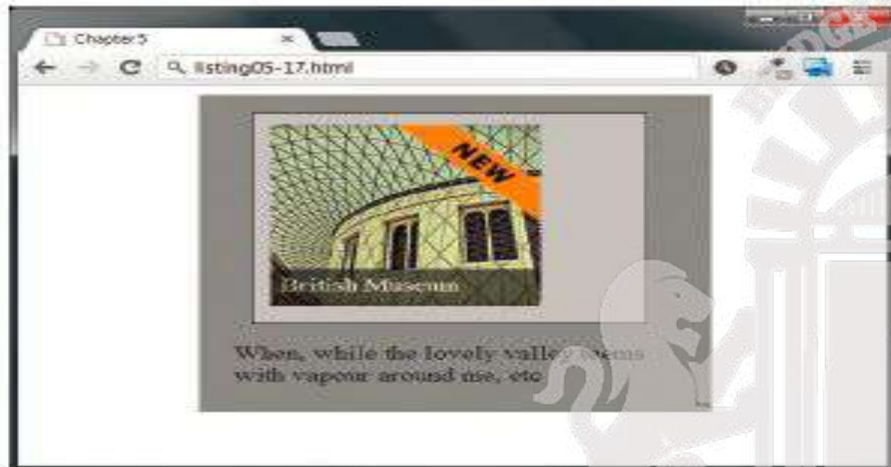 Chapter 5
listing05-17.html
NEW
British Museum
When, while the lovely valley teems
with vapour around me, etc